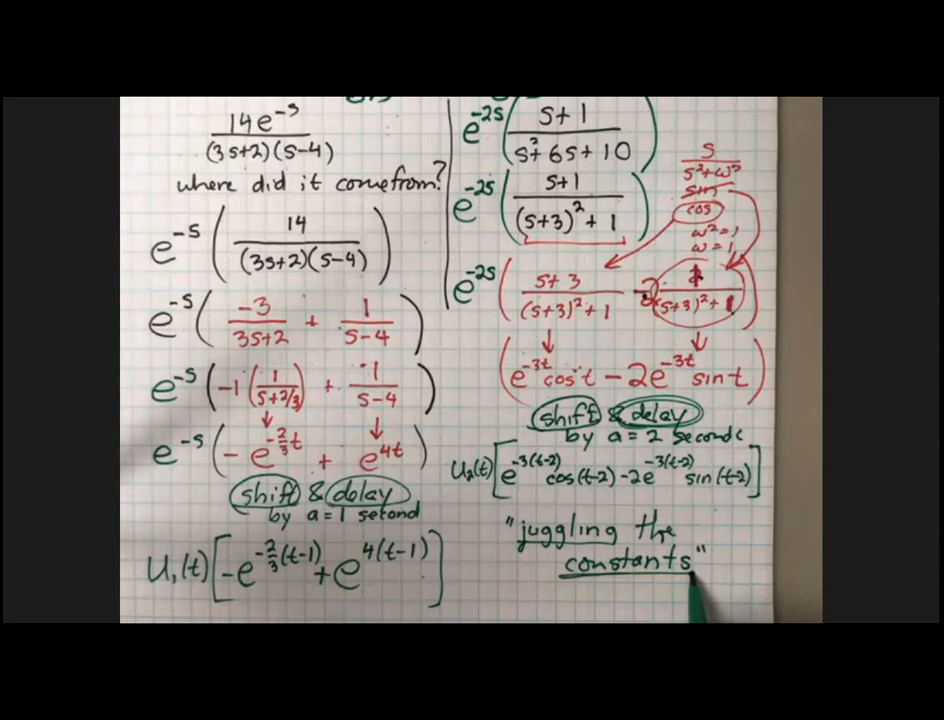 14e^-s / (3s+2)(s-4)
where did it come from?
e^-s ( 14 / (3s+2)(s-4) )
e^-s ( -3 / 3s+2 + 1 / s-4 )
e^-s ( -1 ( 1 / s+2/3 ) + 1 / s-4 )
e^-s ( - e^-2/3t + e^4t )
shift & delay
by a = 1 second
U₁(t) [ -e^-2/3(t-1) + e^4(t-1) ]
e^-2s ( s+1 / s²+6s+10 )
e^-2s ( s+1 / (s+3)²+1 )
s / s²+ω²
sin
cos
ω²=1
ω=1
e^-2s ( s+3 / (s+3)²+1 - 2 1 / (s+3)²+1 )
( e^-3t cos t - 2e^-3t sin t )
shift & delay
by a = 2 seconds
U₂(t) [ e^-3(t-2) cos(t-2) - 2e^-3(t-2) sin(t-2) ]
"juggling the
constants"